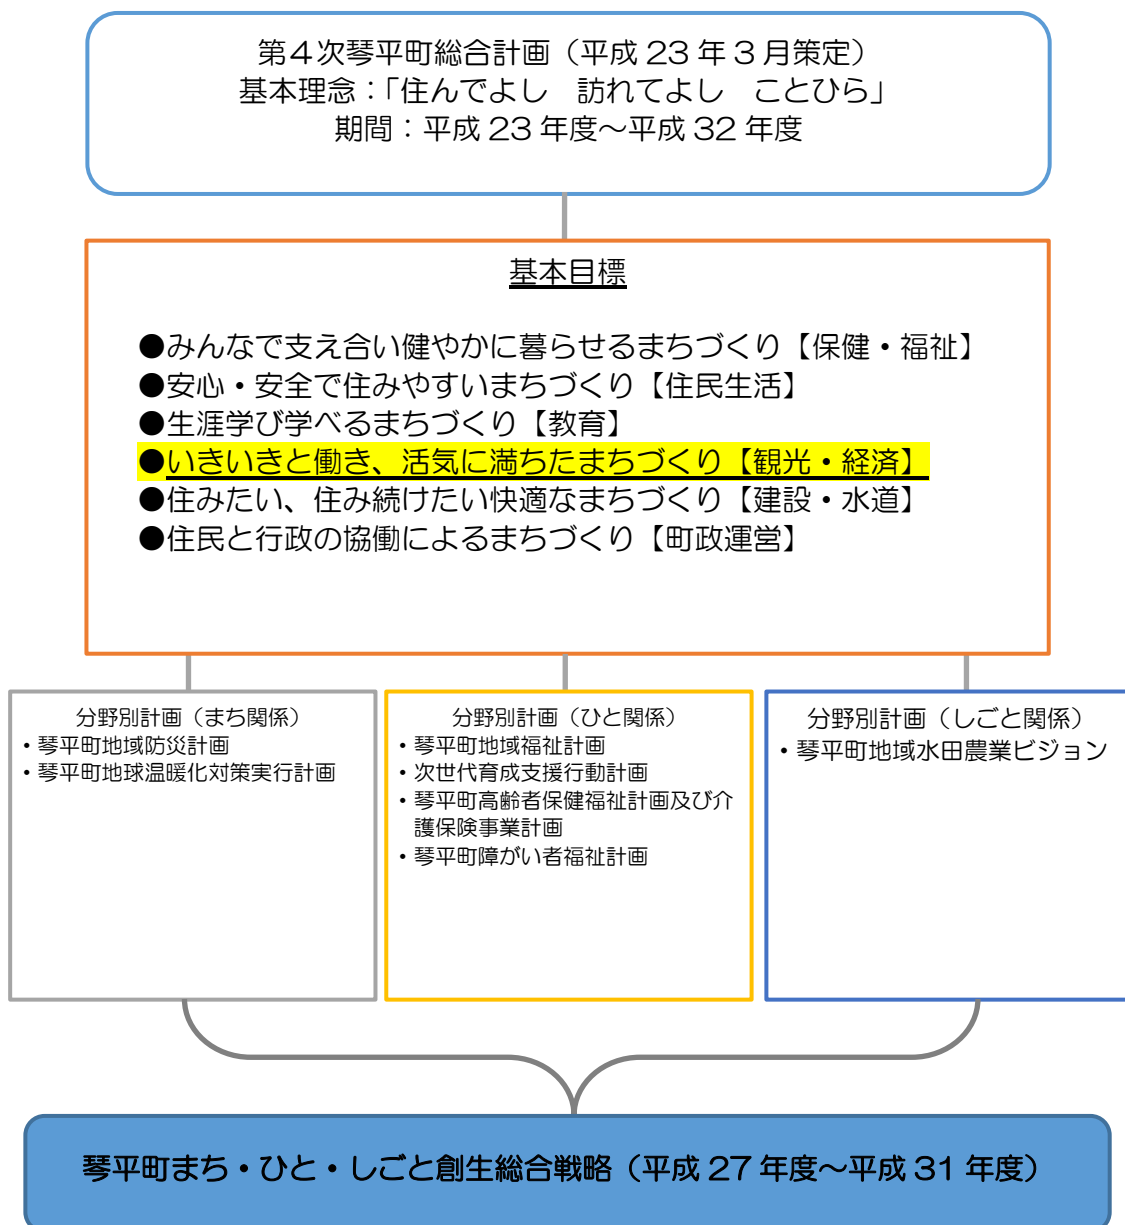 第4次琴平町総合計画（平成 23 年 3 月策定）
基本理念：「住んでよし　訪れてよし　ことひら」
期間：平成 23 年度～平成 32 年度
基本目標
●みんなで支え合い健やかに暮らせるまちづくり【保健・福祉】
●安心・安全で住みやすいまちづくり【住民生活】
●生涯学び学べるまちづくり【教育】
●いきいきと働き、活気に満ちたまちづくり【観光・経済】
●住みたい、住み続けたい快適なまちづくり【建設・水道】
●住民と行政の協働によるまちづくり【町政運営】
分野別計画（まち関係）
・琴平町地域防災計画
・琴平町地球温暖化対策実行計画
分野別計画（ひと関係）
・琴平町地域福祉計画
・次世代育成支援行動計画
・琴平町高齢者保健福祉計画及び介
護保険事業計画
・琴平町障がい者福祉計画
分野別計画（しごと関係）
・琴平町地域水田農業ビジョン
琴平町まち・ひと・しごと創生総合戦略（平成 27 年度～平成 31 年度）